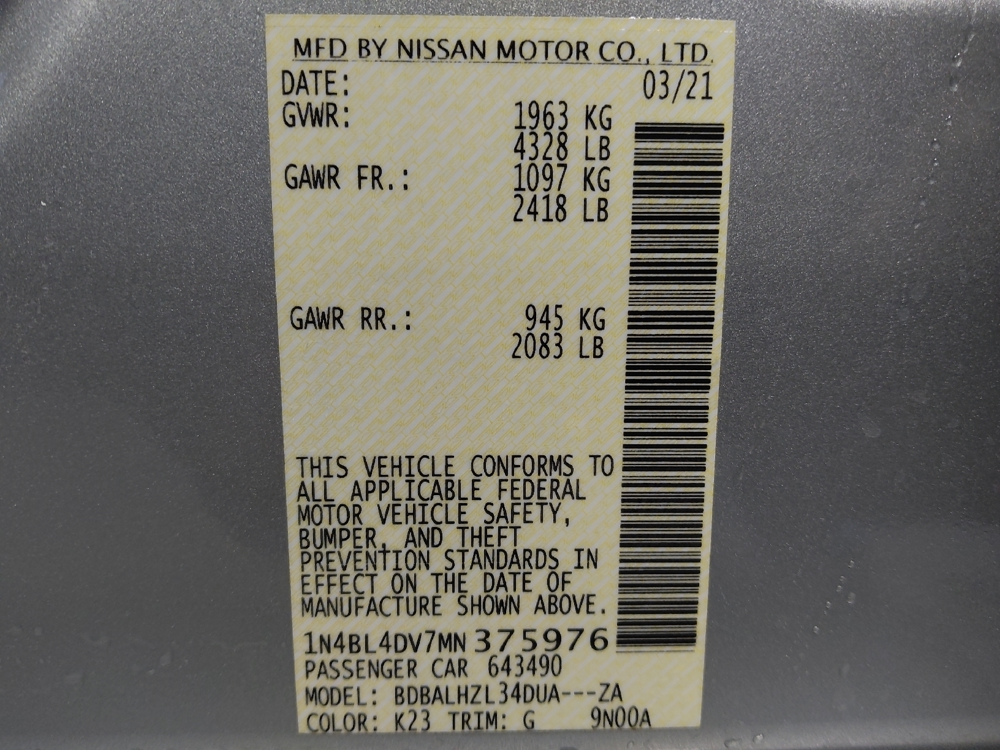 MFD BY NISSAN MOTOR CO., LTD.
DATE: 03/21
GVWR: 1963 KG
4328 LB
GAWR FR.: 1097 KG
2418 LB
GAWR RR.: 945 KG
2083 LB
THIS VEHICLE CONFORMS TO
ALL APPLICABLE FEDERAL
MOTOR VEHICLE SAFETY,
BUMPER, AND THEFT
PREVENTION STANDARDS IN
EFFECT ON THE DATE OF
MANUFACTURE SHOWN ABOVE.
1N4BL4DV7MN375976
PASSENGER CAR 643490
MODEL: BDBALHZL34DUA---ZA
COLOR: K23 TRIM: G 9N00A